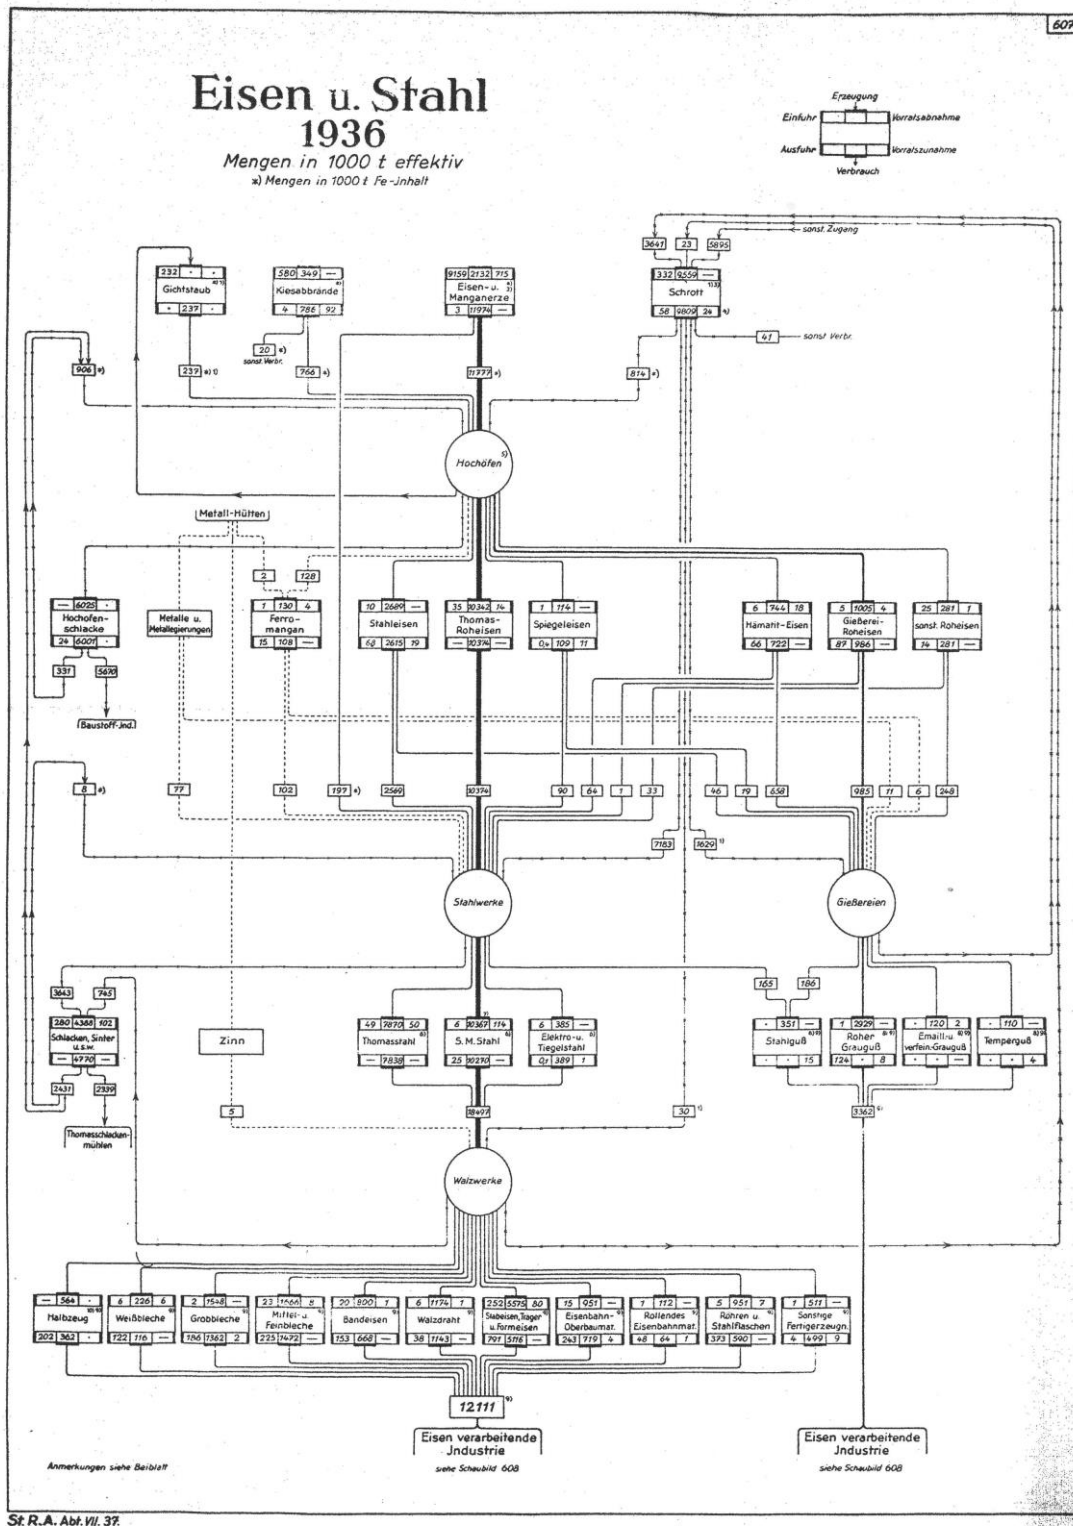 607
Eisen u. Stahl
1936
Mengen in 1000 t effektiv
*) Mengen in 1000 t Fe-Jnhalt
Erzeugung
Einfuhr Vorratsabnahme
Ausfuhr Vorratszunahme
Verbrauch
sonst. Zugang
3641 23 5895
232 · ·
Gichtstaub
· 237 ·
580 349 —
Kiesabbrände
4 786 92
9159 2132 715
Eisen- u.
Manganerze
3 11974 —
332 9559 —
Schrott
58 9809 24
41 sonst. Verbr.
20 *)
sonst. Verbr.
906 *)
237 *) 1)
766 *)
11777 *)
814 *)
Hochöfen 5)
Metall-Hütten
2 128
— 6025 ·
Hochofen-
schlacke
24 6001 ·
Metalle u.
Metallegierungen
1 130 4
Ferro-
mangan
15 108 —
10 2689 —
Stahleisen
2615 19
35 10342 14
Thomas-
Roheisen
— 10374 —
1 114 —
Spiegeleisen
0,4 109 11
6 744 18
Hämatit-Eisen
66 722 —
5 1005 4
Gießerei-
Roheisen
87 986 —
25 281 1
sonst. Roheisen
14 281 —
331 5670
Baustoff-Jnd.
8 *) 77 102 197 *) 2569 10374 90 64 1 33 46 19 658 985 11 6 248
7183 1829
Stahlwerke
Gießereien
3643 745
165 186
280 4388 102
Schlacken, Sinter
u.s.w.
— 4770 —
Zinn
49 7870 50
Thomasstahl
— 7838 —
6 10367 114
S. M. Stahl
25 10270 —
6 385 —
Elektro- u.
Tiegelstahl
389 1
· 351 —
Stahlguß
· · 15
1 2929 —
Roher
Grauguß
124 · 8
· 120 2
Emaill.-u.
verfein.-Grauguß
· · —
· 110 —
Temperguß
· · 4
2431 2339
Thomasschlacken-
mühlen
5 18497 30 3362
Walzwerke
— 564 ·
Halbzeug
202 362 ·
6 226 6
Weißbleche
122 116 —
2 1548 —
Grobbleche
186 1362 2
23 1666 8
Mittel- u.
Feinbleche
225 1472 —
20 800 1
Bandeisen
153 668 —
6 1174 1
Walzdraht
38 1143 —
252 5575 80
Stabeisen, Träger
u. Formeisen
791 5116 —
15 951 —
Eisenbahn-
Oberbaumat.
243 719 4
1 112 —
Rollendes
Eisenbahnmat.
48 64 1
5 951 7
Röhren u.
Stahlflaschen
373 590 —
1 511 —
Sonstige
Fertigerzeugn.
4 499 9
12111
Eisen verarbeitende
Jndustrie
siehe Schaubild 608
Eisen verarbeitende
Jndustrie
siehe Schaubild 608
Anmerkungen siehe Beiblatt
St. R. A. Abt. VII. 37.